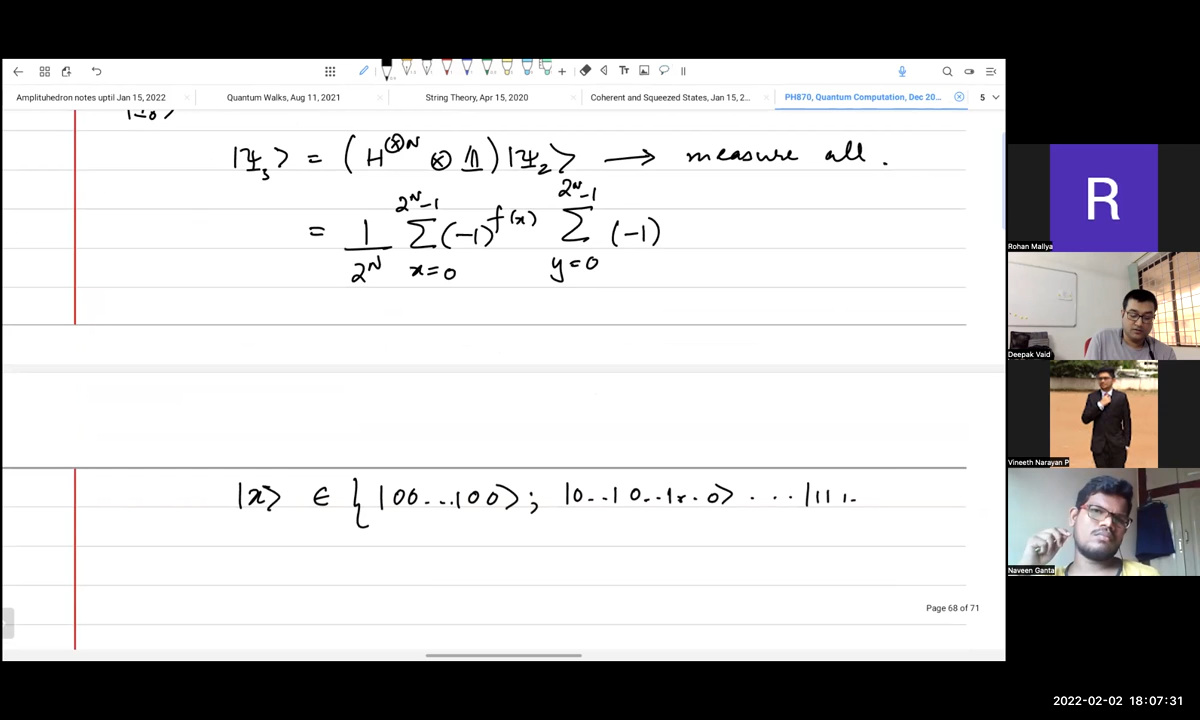 Amplituhedron notes uptil Jan 15, 2022
Quantum Walks, Aug 11, 2021
String Theory, Apr 15, 2020
Coherent and Squeezed States, Jan 15, 2...
PH870, Quantum Computation, Dec 20...
5
|Ψ₃⟩ = (H^{⊗N} ⊗ 𝟙)|Ψ₂⟩ ⟶ measure all.
= 1/2^N ∑_{x=0}^{2^N-1} (-1)^{f(x)} ∑_{y=0}^{2^N-1} (-1)
|x⟩ ∈ { |00...100⟩; |0..10..1x.0⟩ ... |111.
Page 68 of 71
Rohan Mallya
Deepak Vaid
Vineeth Narayan P
Naveen Ganta
R
2022-02-02 18:07:31